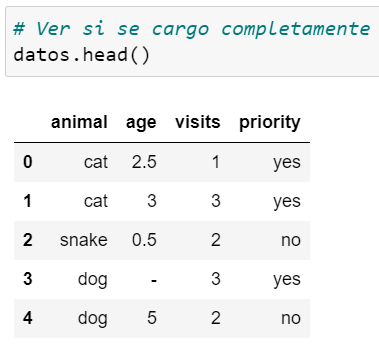 # Ver si se cargo completamente
datos.head()
animal age visits priority
0 cat 2.5 1 yes
1 cat 3 3 yes
2 snake 0.5 2 no
3 dog - 3 yes
4 dog 5 2 no